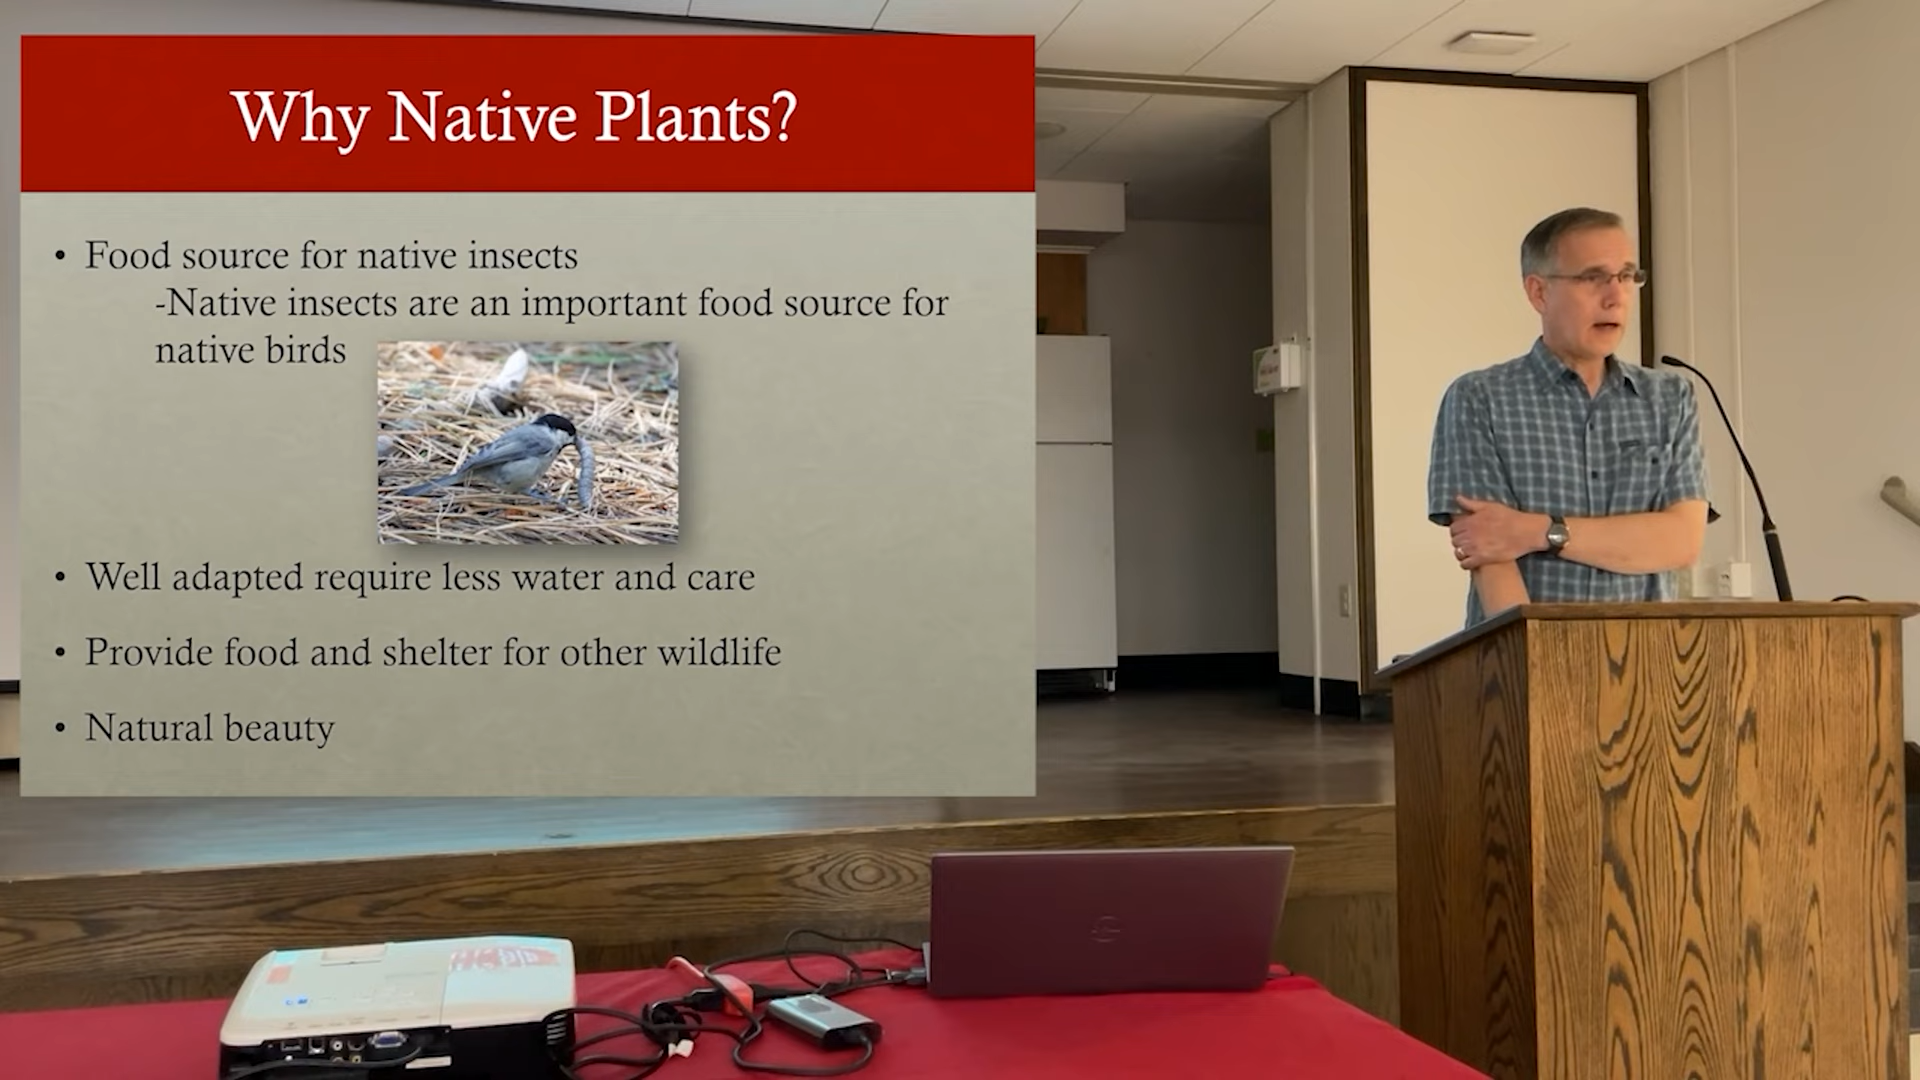 Why Native Plants?
• Food source for native insects
-Native insects are an important food source for
native birds
• Well adapted require less water and care
• Provide food and shelter for other wildlife
• Natural beauty